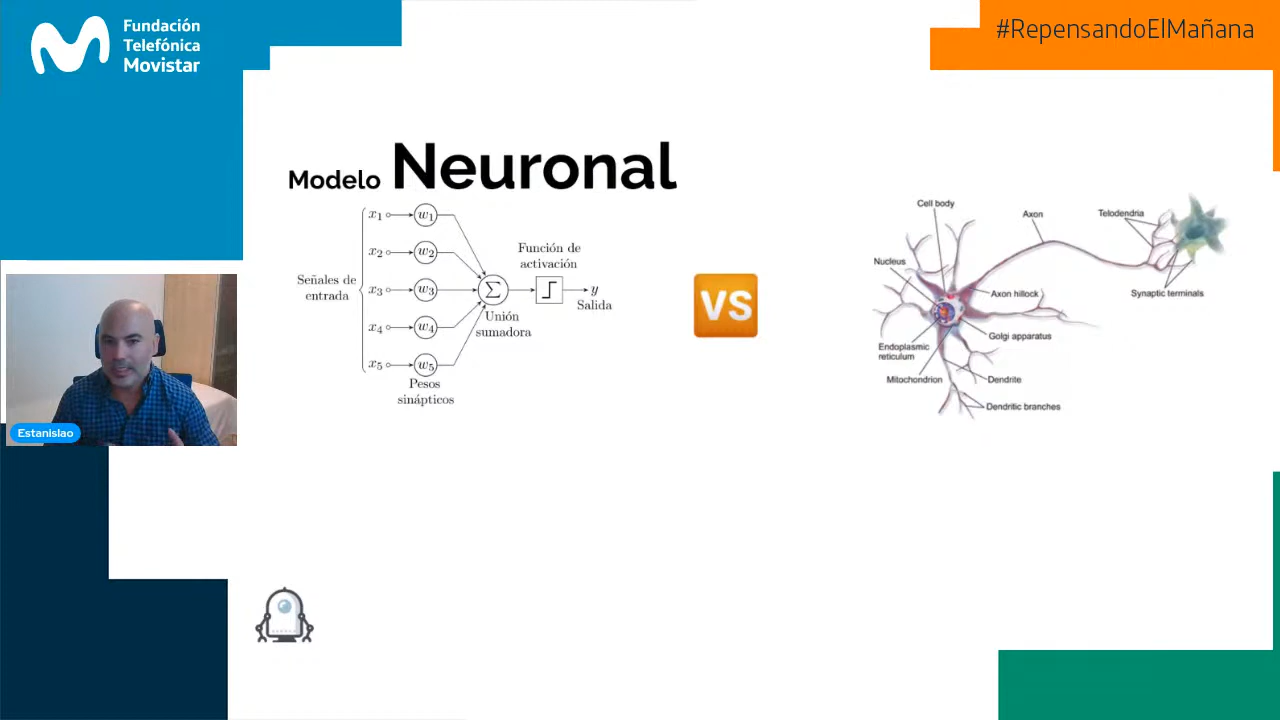 Fundación
Telefónica
Movistar
#RepensandoElMañana
Modelo Neuronal
x1 w1
x2 w2
x3 w3
x4 w4
x5 w5
Señales de
entrada
Pesos
sinápticos
Σ
Unión
sumadora
Función de
activación
y
Salida
VS
Cell body
Axon
Telodendria
Nucleus
Axon hillock
Synaptic terminals
Golgi apparatus
Endoplasmic
reticulum
Mitochondrion
Dendrite
Dendritic branches
Estanislao